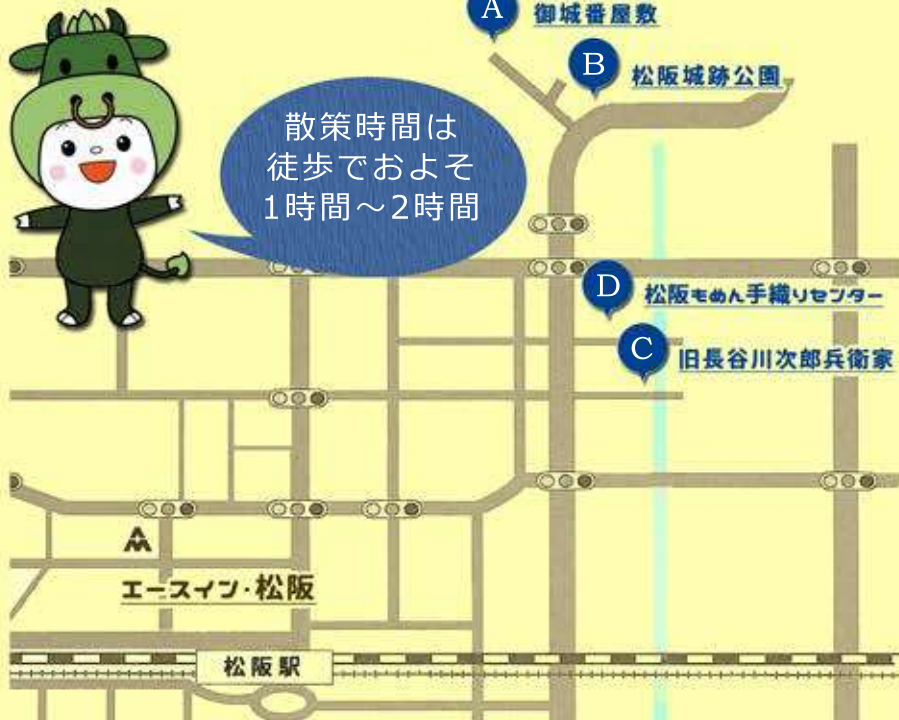 A
御城番屋敷
B
松阪城跡公園
散策時間は
徒歩でおよそ
1時間～2時間
D
松阪もめん手織りセンター
C
旧長谷川次郎兵衛家
エースイン・松阪
松阪駅